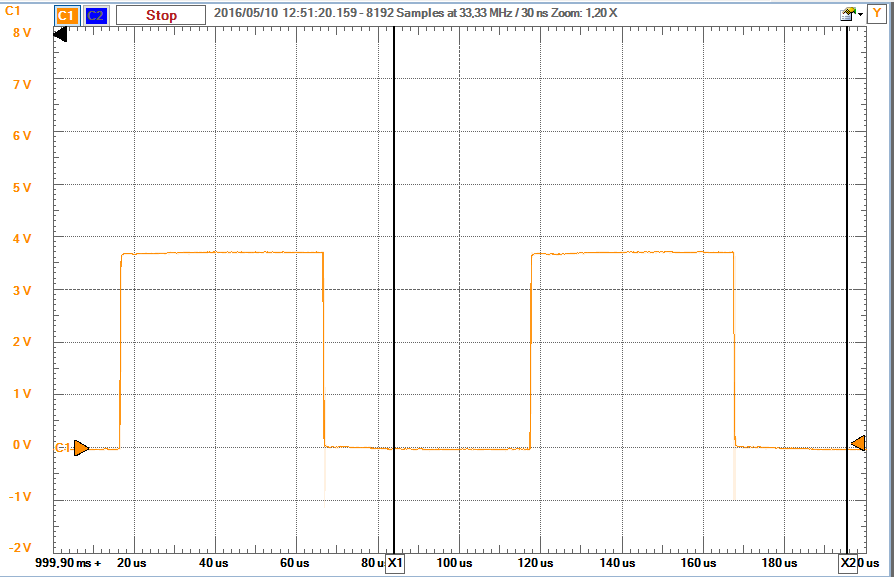 C1
C1 C2 Stop 2016/05/10 12:51:20.159 - 8192 Samples at 33,33 MHz / 30 ns Zoom: 1,20 X Y
8 V
7 V
6 V
5 V
4 V
3 V
2 V
1 V
0 V
C1
-1 V
-2 V
999,90 ms + 20 us 40 us 60 us 80 u X1 100 us 120 us 140 us 160 us 180 us X2 0 us